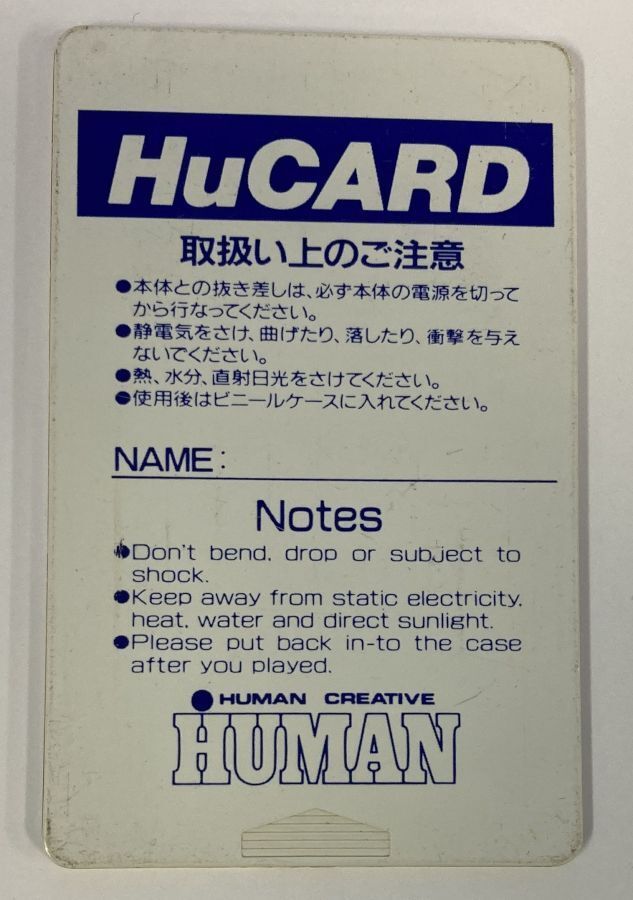 HuCARD
取扱い上のご注意
●本体との抜き差しは、必ず本体の電源を切って
から行なってください。
●静電気をさけ、曲げたり、落したり、衝撃を与え
ないでください。
●熱、水分、直射日光をさけてください。
●使用後はビニールケースに入れてください。
NAME:
Notes
●Don't bend, drop or subject to
shock.
●Keep away from static electricity,
heat, water and direct sunlight.
●Please put back in-to the case
after you played.
●HUMAN CREATIVE
HUMAN